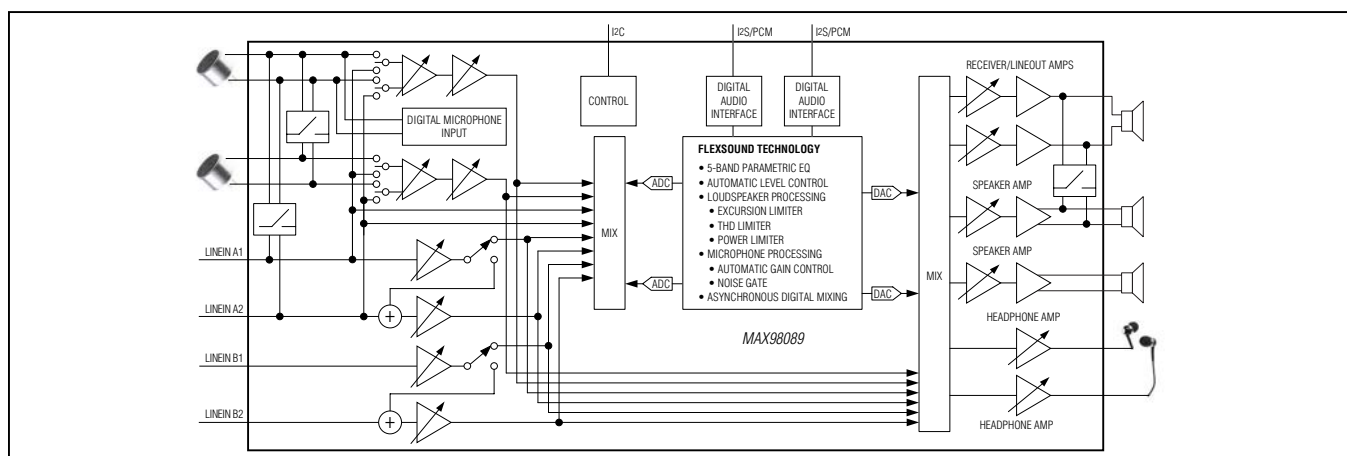 I2C
I2S/PCM
I2S/PCM
CONTROL
DIGITAL
AUDIO
INTERFACE
DIGITAL
AUDIO
INTERFACE
RECEIVER/LINEOUT AMPS
DIGITAL MICROPHONE
INPUT
FLEXSOUND TECHNOLOGY
• 5-BAND PARAMETRIC EQ
• AUTOMATIC LEVEL CONTROL
• LOUDSPEAKER PROCESSING
• EXCURSION LIMITER
• THD LIMITER
• POWER LIMITER
• MICROPHONE PROCESSING
• AUTOMATIC GAIN CONTROL
• NOISE GATE
• ASYNCHRONOUS DIGITAL MIXING
MAX98089
ADC
ADC
DAC
DAC
MIX
MIX
SPEAKER AMP
SPEAKER AMP
HEADPHONE AMP
HEADPHONE AMP
LINEIN A1
LINEIN A2
LINEIN B1
LINEIN B2
+
+